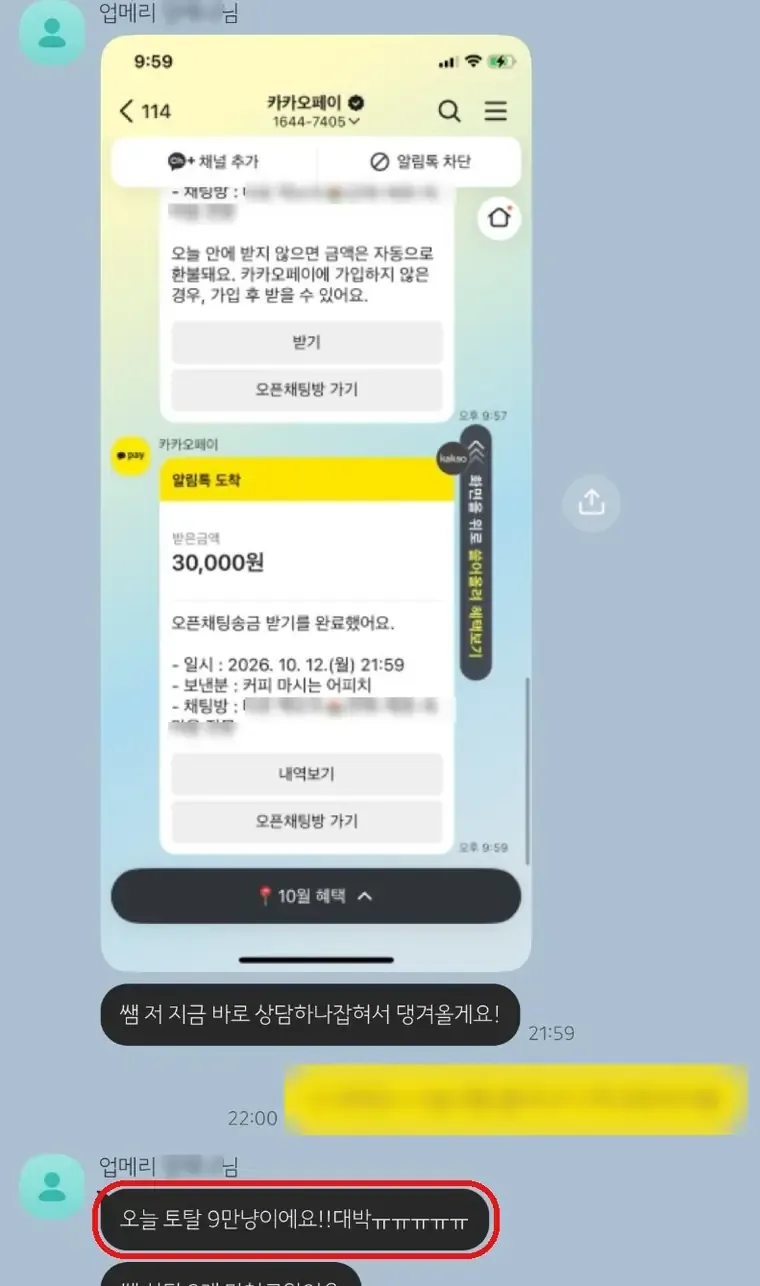 업메리
님
9:59
114
카카오페이
1644-7405
Ch+ 채널 추가
알림톡 차단
- 채팅방 :
오늘 안에 받지 않으면 금액은 자동으로
환불돼요. 카카오페이에 가입하지 않은
경우, 가입 후 받을 수 있어요.
받기
오픈채팅방 가기
오후 9:57
pay
카카오페이
kakao
알림톡 도착
화면을 위로 쓸어올려 혜택보기
받은금액
30,000원
오픈채팅송금 받기를 완료했어요.
- 일시 : 2026. 10. 12.(월) 21:59
- 보낸분 : 커피 마시는 어피치
- 채팅방 :
내역보기
오픈채팅방 가기
오후 9:59
10월 혜택
쌤 저 지금 바로 상담하나잡혀서 댕겨올게요!
21:59
22:00
업메리
님
오늘 토탈 9만냥이에요!!대박ㅠㅠㅠㅠㅠ